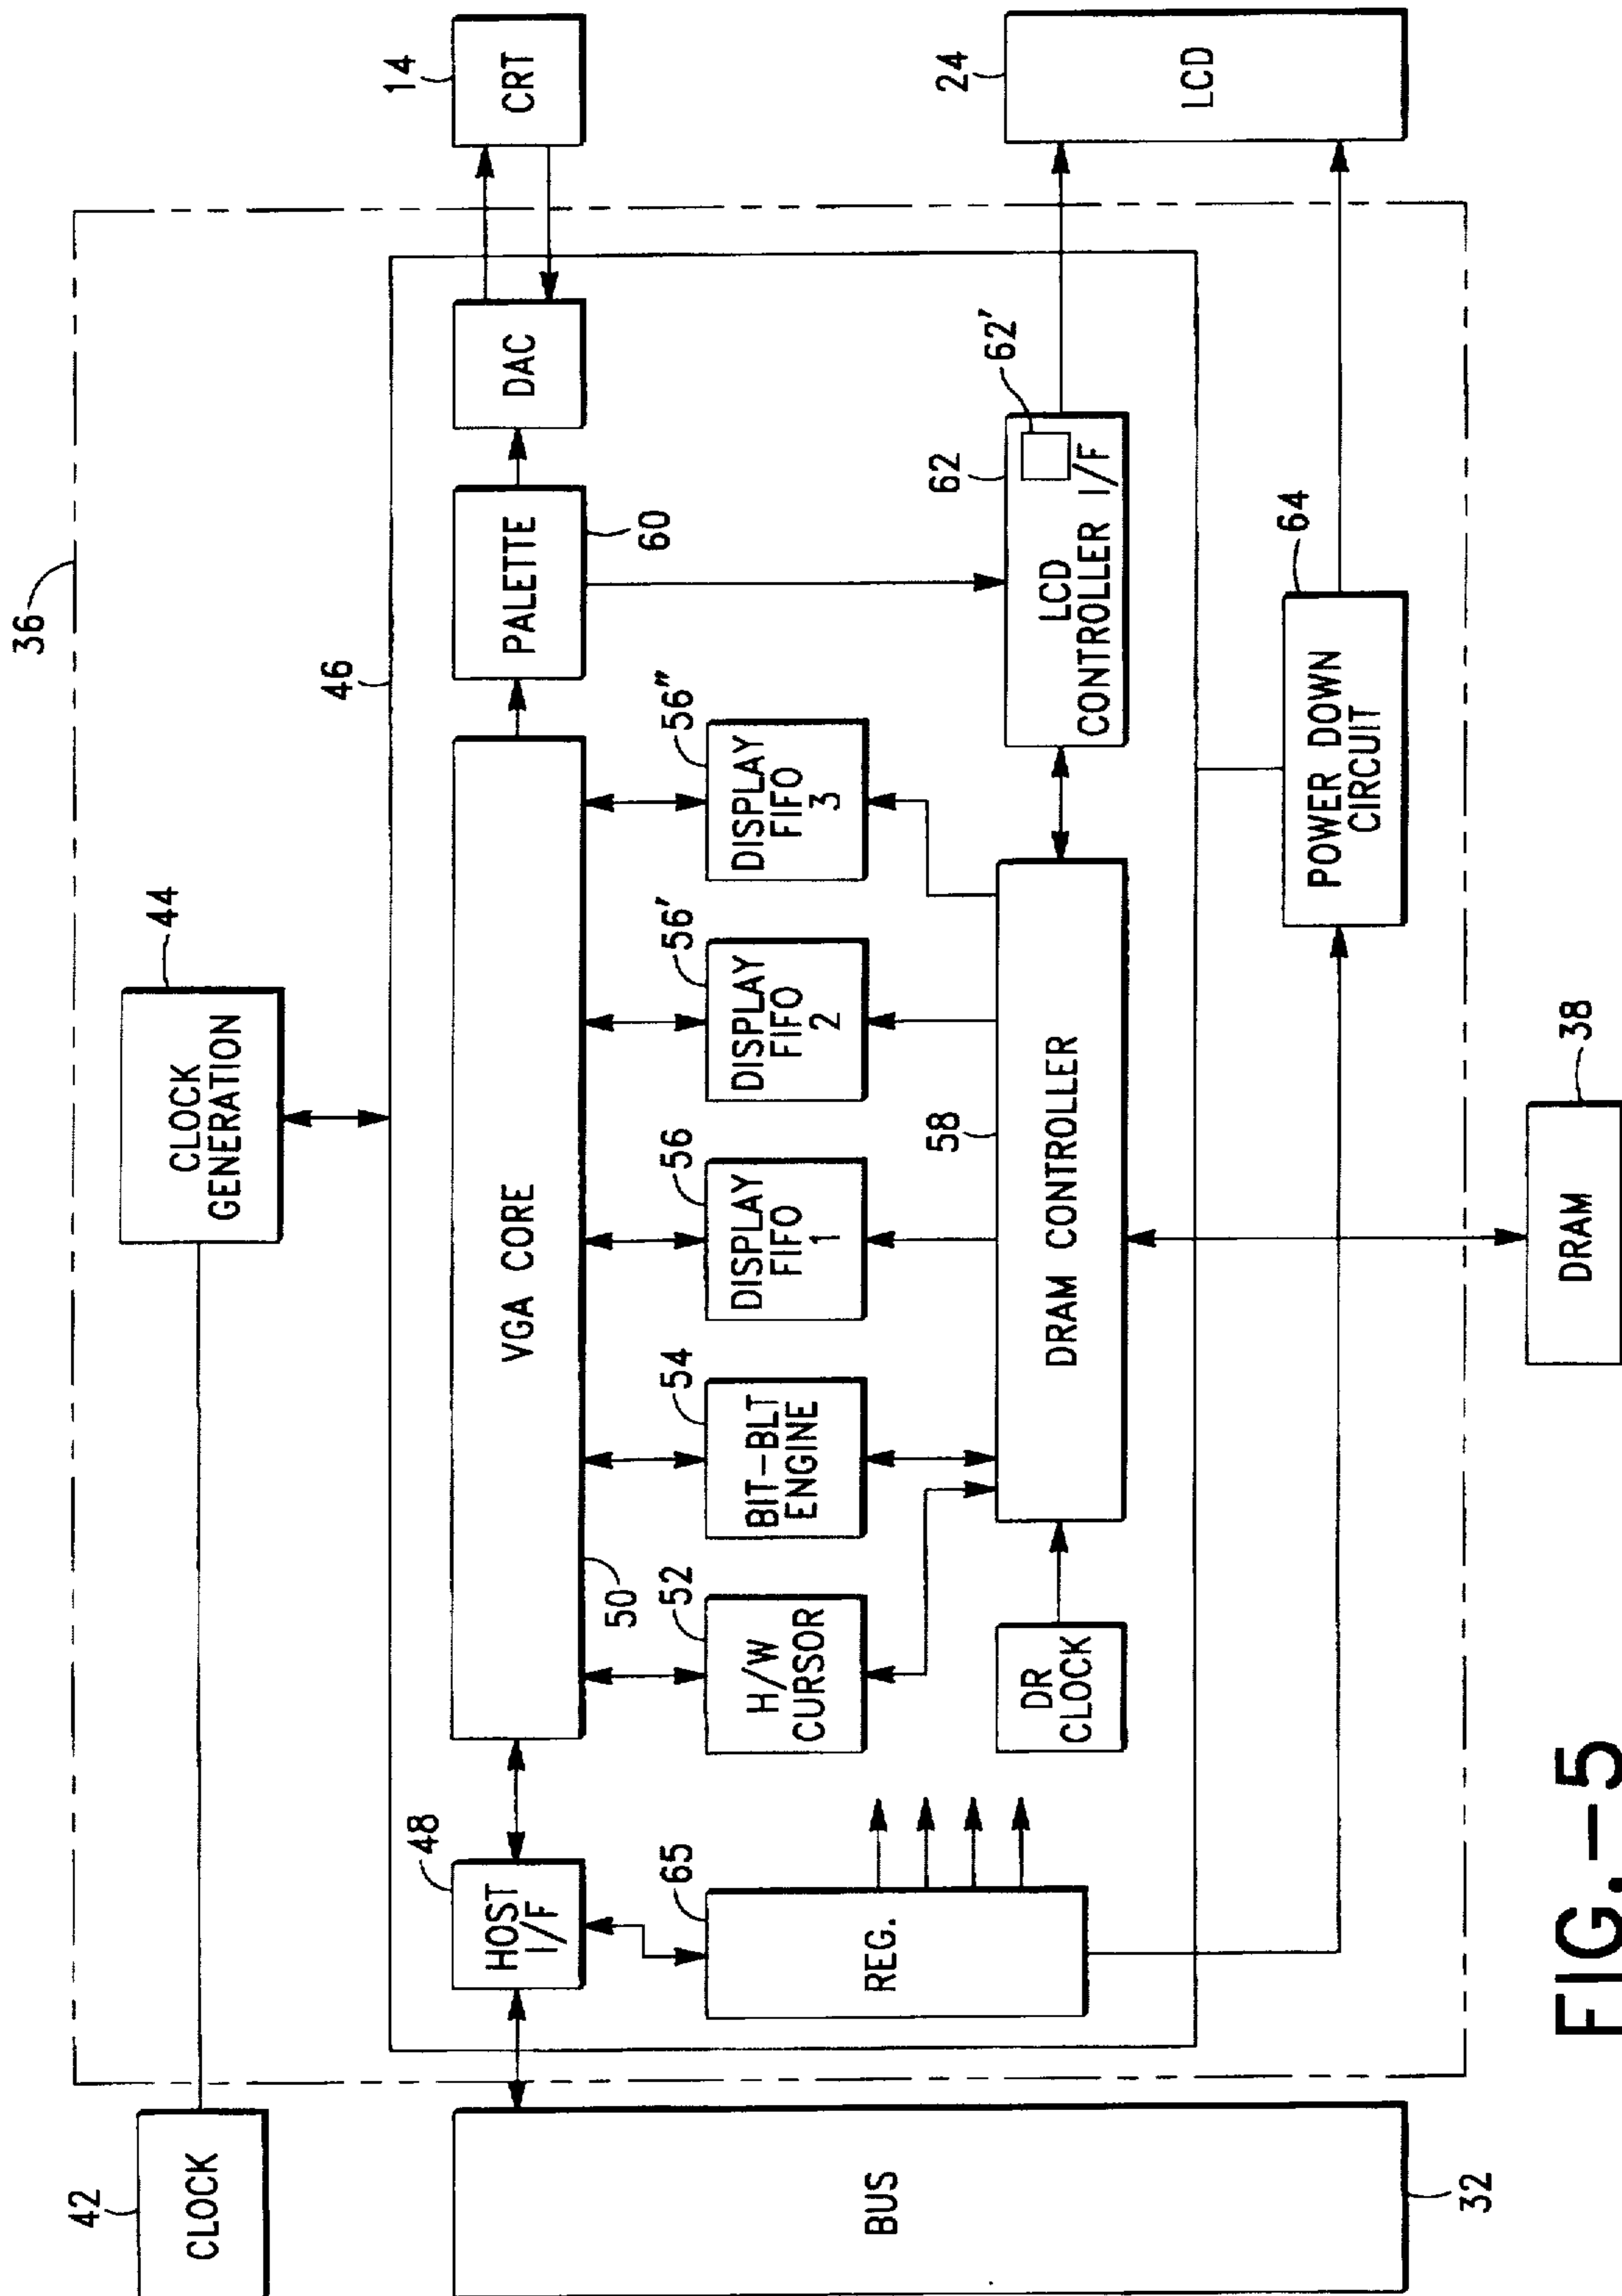 36
42
CLOCK
44
CLOCK
GENERATION
46
14
CRT
48
HOST
I/F
VGA CORE
50
PALETTE
60
DAC
65
REG.
52
H/W
CURSOR
54
BIT-BLT
ENGINE
56
DISPLAY
FIFO
1
56'
DISPLAY
FIFO
2
56"
DISPLAY
FIFO
3
DR
CLOCK
58
DRAM CONTROLLER
62
62'
LCD
CONTROLLER I/F
24
LCD
64
POWER DOWN
CIRCUIT
BUS
32
DRAM
38
FIG.-5